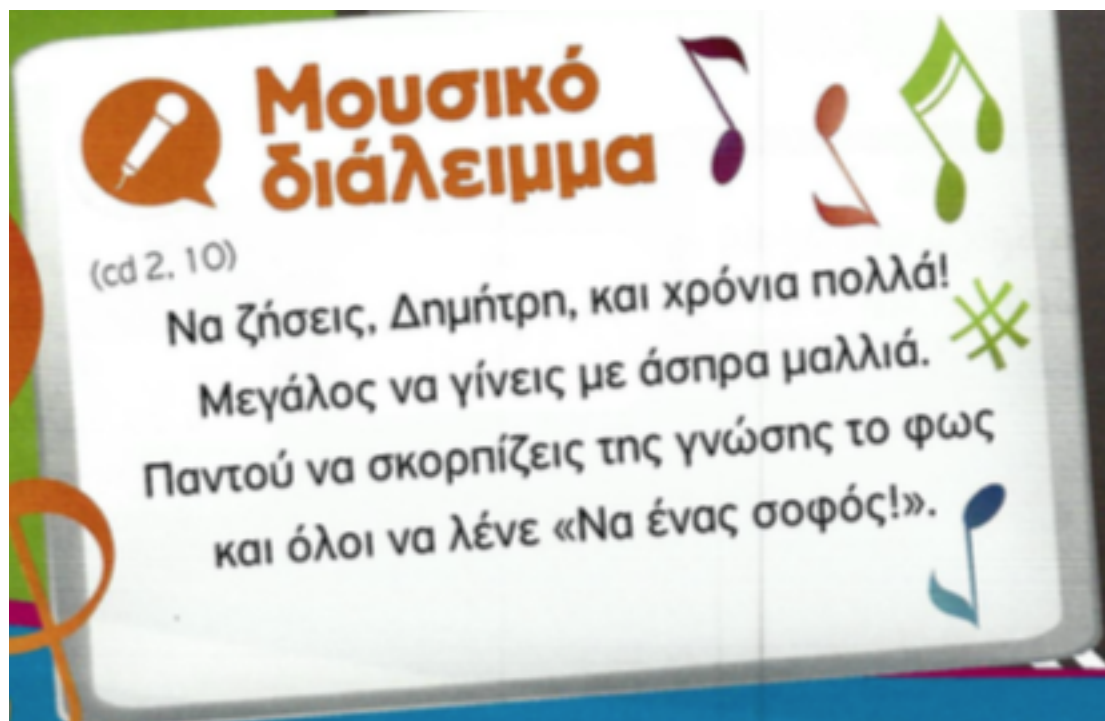 Μουσικό
διάλειμμα
(cd 2, 10)
Να ζήσεις, Δημήτρη, και χρόνια πολλά!
Μεγάλος να γίνεις με άσπρα μαλλιά.
Παντού να σκορπίζεις της γνώσης το φως
και όλοι να λένε «Να ένας σοφός!».